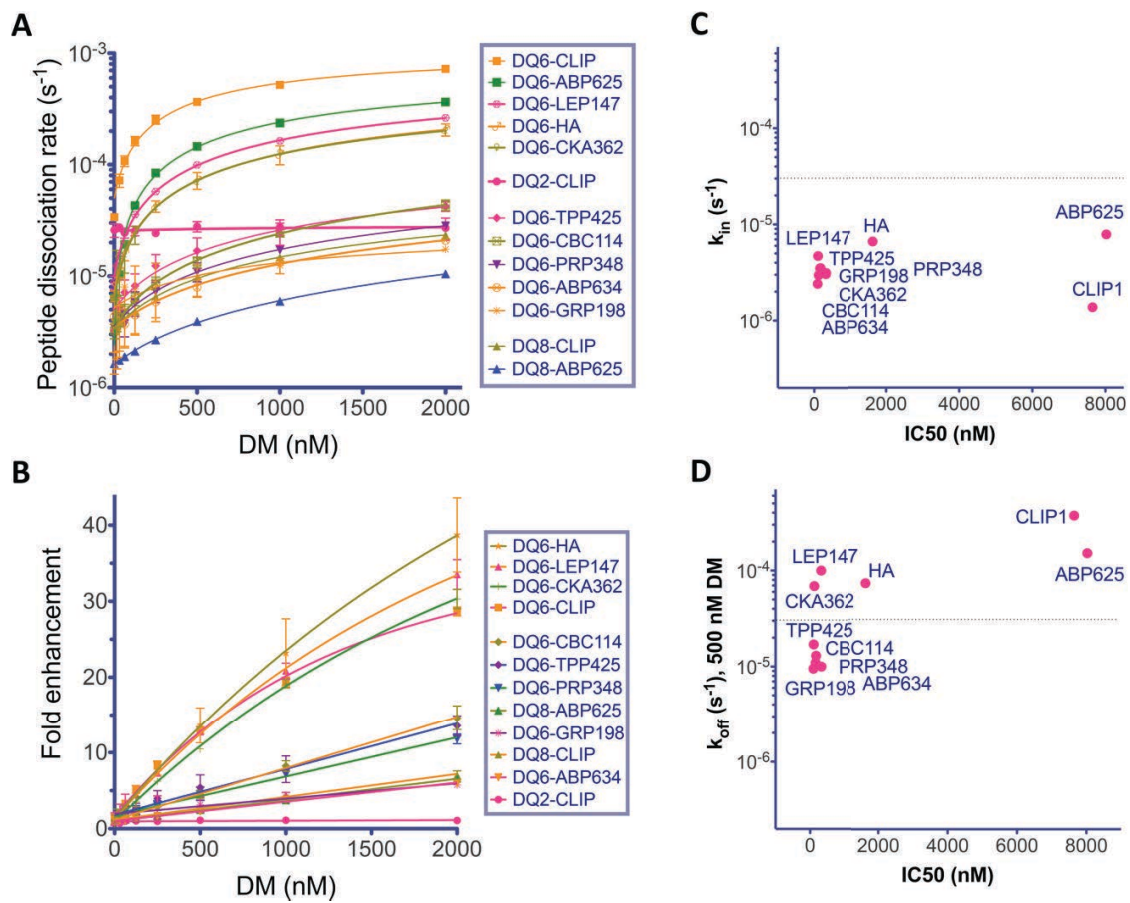 A
10⁻³
10⁻⁴
10⁻⁵
10⁻⁶
Peptide dissociation rate (s⁻¹)
0 500 1000 1500 2000
DM (nM)
DQ6-CLIP
DQ6-ABP625
DQ6-LEP147
DQ6-HA
DQ6-CKA362
DQ2-CLIP
DQ6-TPP425
DQ6-CBC114
DQ6-PRP348
DQ6-ABP634
DQ6-GRP198
DQ8-CLIP
DQ8-ABP625
B
40
30
20
10
0
Fold enhancement
0 500 1000 1500 2000
DM (nM)
DQ6-HA
DQ6-LEP147
DQ6-CKA362
DQ6-CLIP
DQ6-CBC114
DQ6-TPP425
DQ6-PRP348
DQ8-ABP625
DQ6-GRP198
DQ8-CLIP
DQ6-ABP634
DQ2-CLIP
C
10⁻⁴
10⁻⁵
10⁻⁶
k_in (s⁻¹)
ABP625
HA
LEP147
TPP425
GRP198 PRP348
CKA362
CLIP1
CBC114
ABP634
0 2000 4000 6000 8000
IC50 (nM)
D
10⁻⁴
10⁻⁵
10⁻⁶
k_off (s⁻¹), 500 nM DM
CLIP1
LEP147
HA
ABP625
CKA362
TPP425
CBC114
PRP348
GRP198 ABP634
0 2000 4000 6000 8000
IC50 (nM)